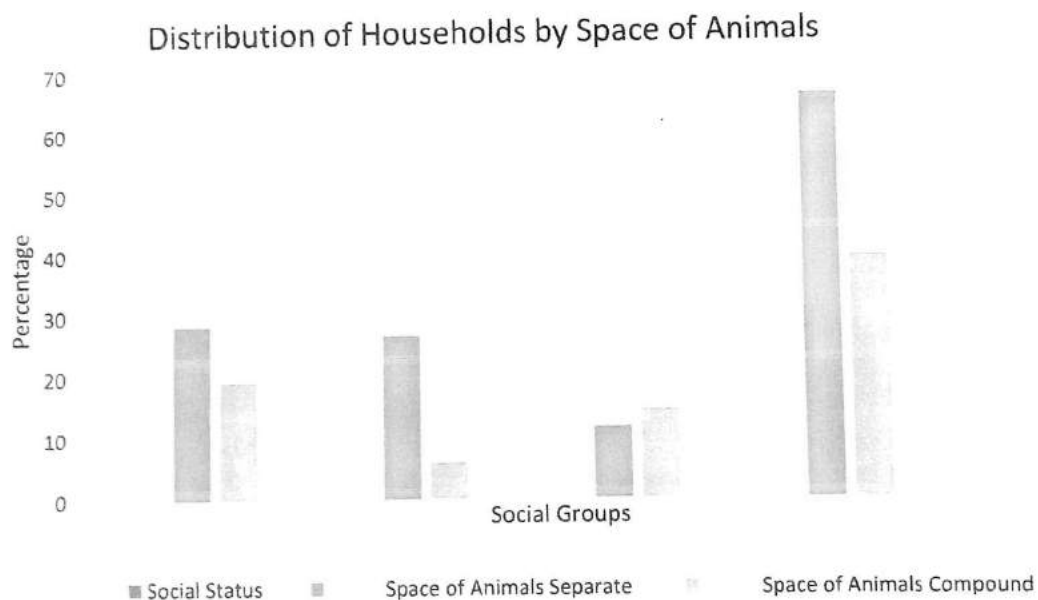 Distribution of Households by Space of Animals
70
60
50
40
30
20
10
0
Percentage
Social Groups
Social Status Space of Animals Separate Space of Animals Compound